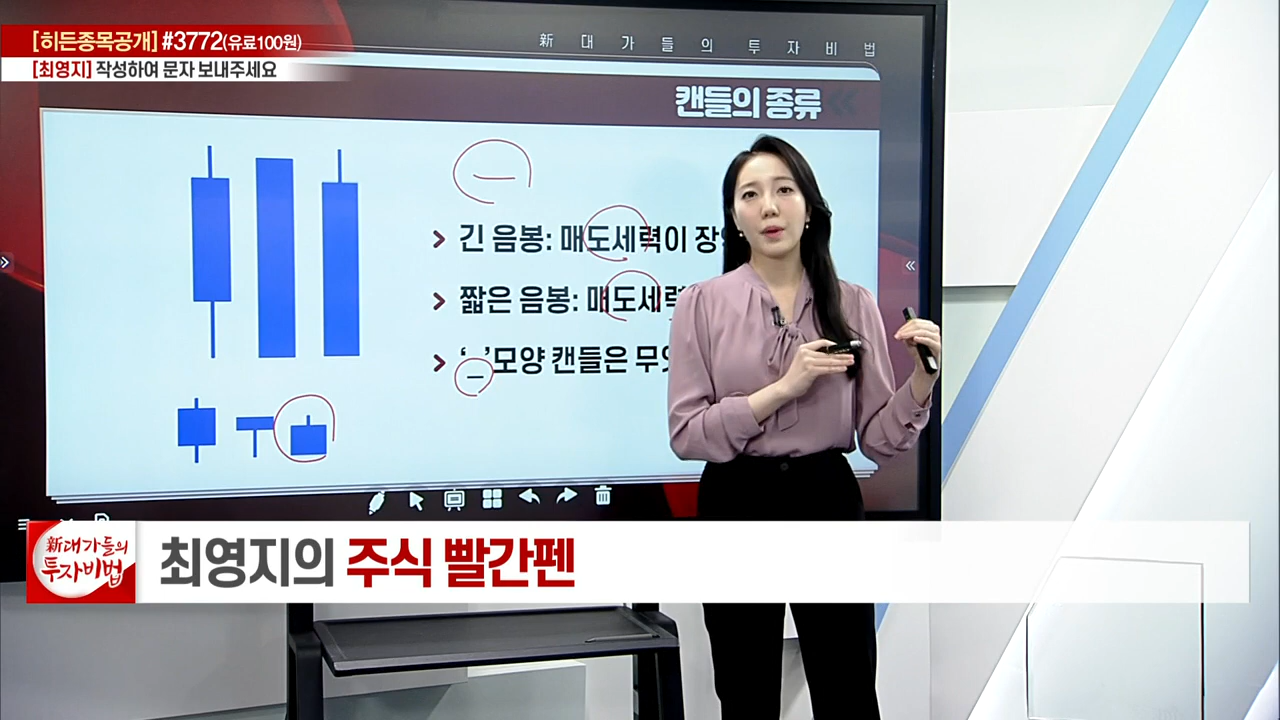 [히든종목공개] #3772(유료100원)
[최영지] 작성하여 문자 보내주세요
新 대 가 들 의 투 자 비 법
캔들의 종류
긴 음봉: 매도세력이
짧은 음봉: 매도세력
‘_’모양 캔들은
新대가들의
투자비법
최영지의 주식 빨간펜